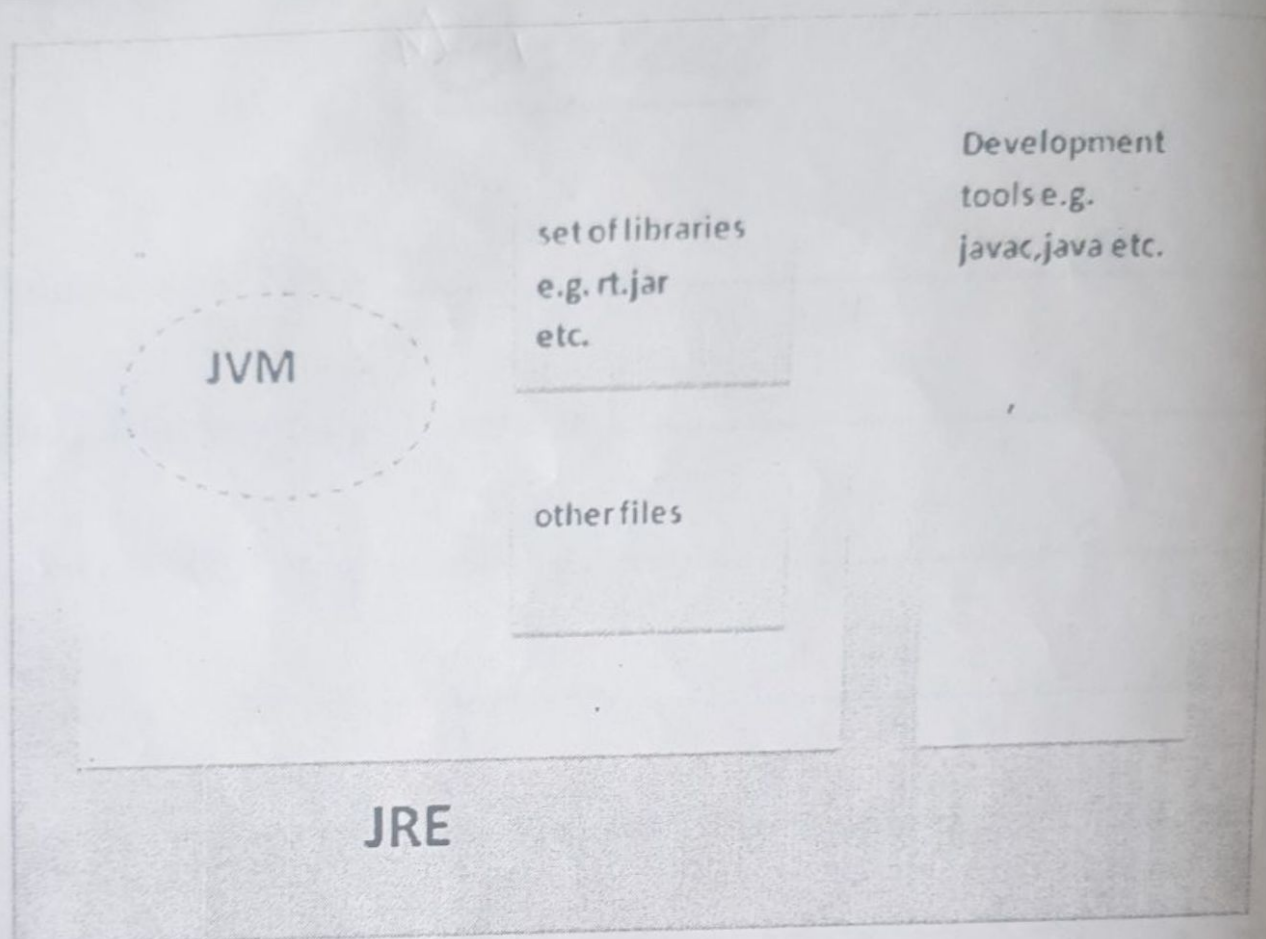 JVM
set of libraries
e.g. rt.jar
etc.
other files
Development
tools e.g.
javac,java etc.
JRE